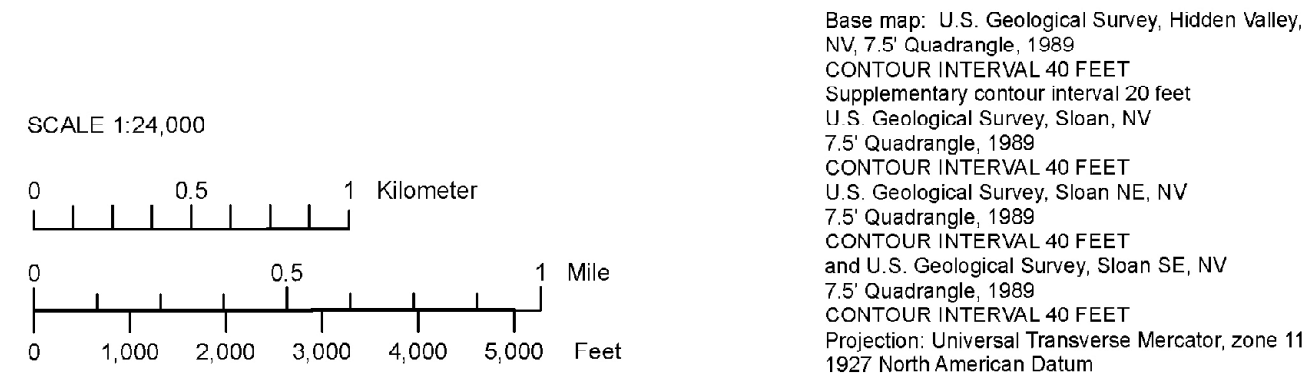 SCALE 1:24,000
0 0.5 1 Kilometer
0 0.5 1 Mile
0 1,000 2,000 3,000 4,000 5,000 Feet
Base map: U.S. Geological Survey, Hidden Valley,
NV, 7.5' Quadrangle, 1989
CONTOUR INTERVAL 40 FEET
Supplementary contour interval 20 feet
U.S. Geological Survey, Sloan, NV
7.5' Quadrangle, 1989
CONTOUR INTERVAL 40 FEET
U.S. Geological Survey, Sloan NE, NV
7.5' Quadrangle, 1989
CONTOUR INTERVAL 40 FEET
and U.S. Geological Survey, Sloan SE, NV
7.5' Quadrangle, 1989
CONTOUR INTERVAL 40 FEET
Projection: Universal Transverse Mercator, zone 11
1927 North American Datum